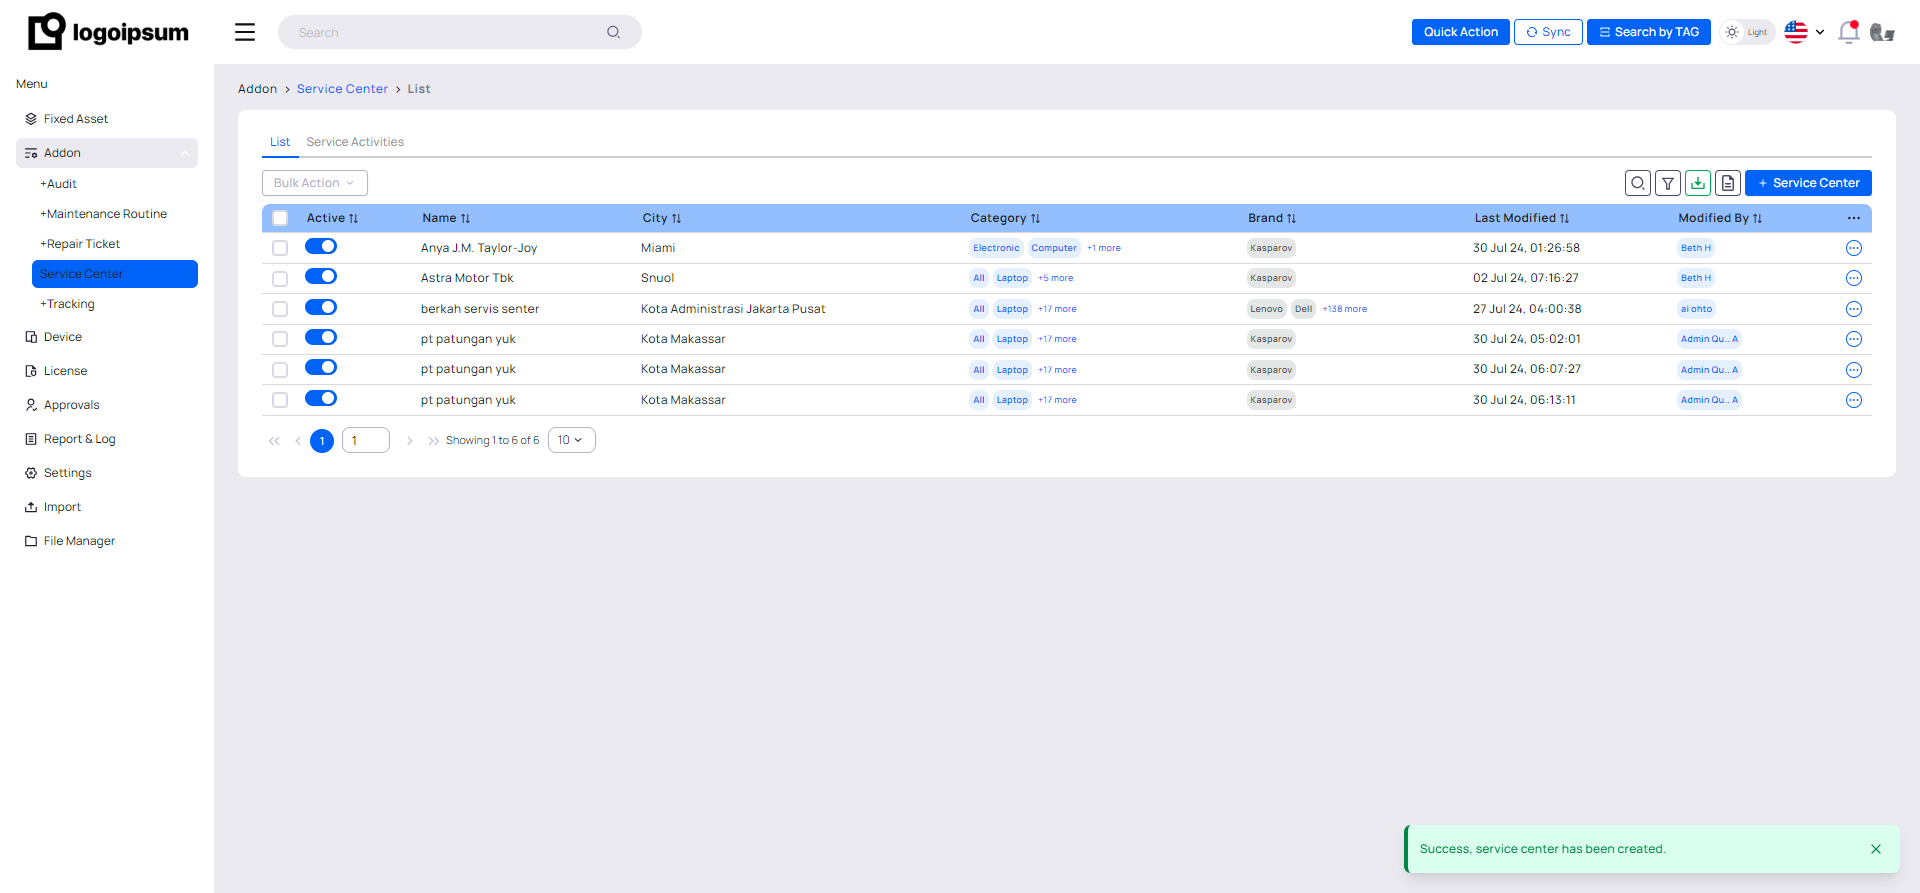 logoipsum
Search
Quick Action
Sync
Search by TAG
Light
Menu
Fixed Asset
Addon
+Audit
+Maintenance Routine
+Repair Ticket
Service Center
+Tracking
Device
License
Approvals
Report & Log
Settings
Import
File Manager
Addon > Service Center > List
List Service Activities
Bulk Action
+ Service Center
Active Name City Category Brand Last Modified Modified By ...
Anya J.M. Taylor-Joy Miami Electronic Computer +1 more Kasparov 30 Jul 24, 01:26:58 Beth H
Astra Motor Tbk Snuol All Laptop +5 more Kasparov 02 Jul 24, 07:16:27 Beth H
berkah servis senter Kota Administrasi Jakarta Pusat All Laptop +17 more Lenovo Dell +138 more 27 Jul 24, 04:00:38 ai ohto
pt patungan yuk Kota Makassar All Laptop +17 more Kasparov 30 Jul 24, 05:02:01 Admin Qu.. A
pt patungan yuk Kota Makassar All Laptop +17 more Kasparov 30 Jul 24, 06:07:27 Admin Qu.. A
pt patungan yuk Kota Makassar All Laptop +17 more Kasparov 30 Jul 24, 06:13:11 Admin Qu.. A
1 1 Showing 1 to 6 of 6 10
Success, service center has been created.